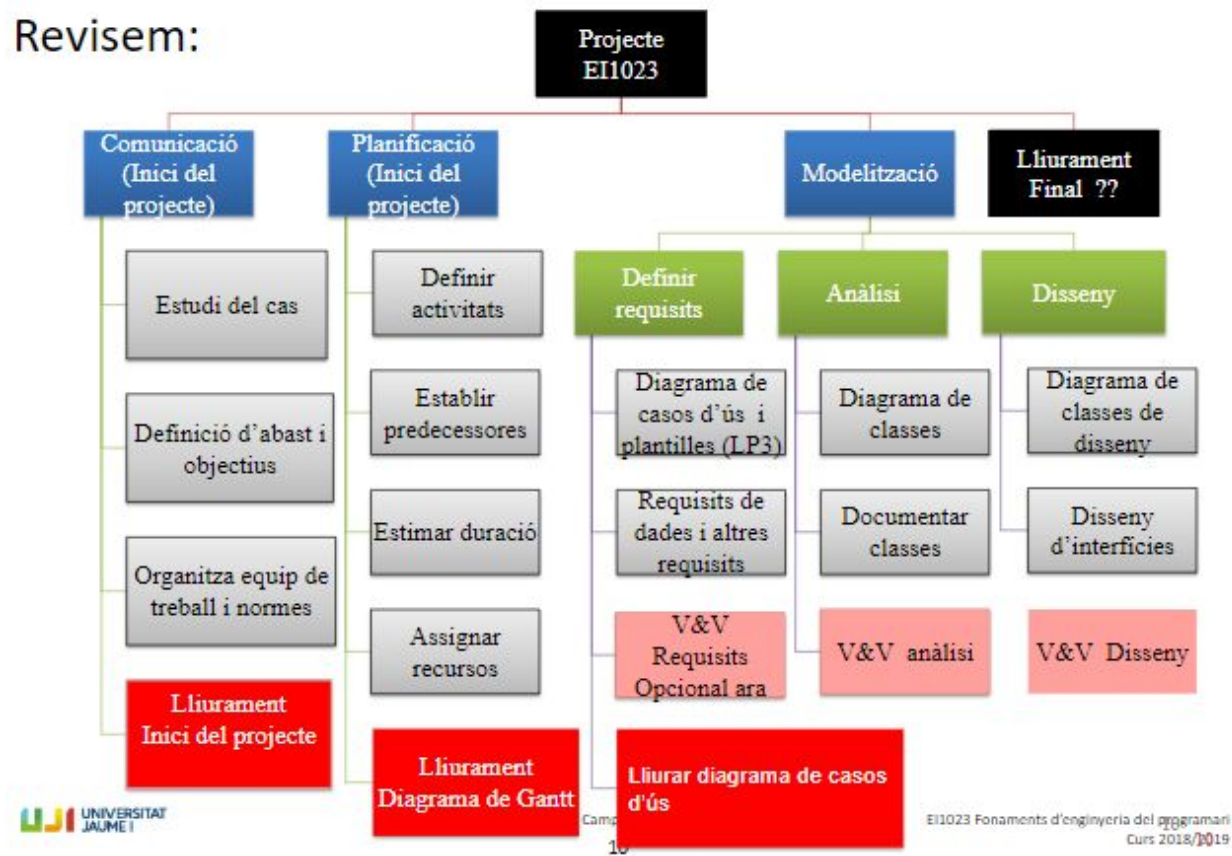 Revisem:
Projecte
EI1023
Comunicació
(Inici del
projecte)
Planificació
(Inici del
projecte)
Modelització
Lliurament
Final ??
Estudi del cas
Definició d'abast i
objectius
Organitza equip de
treball i normes
Lliurament
Inici del projecte
Definir
activitats
Establir
predecessores
Estimar duració
Assignar
recursos
Lliurament
Diagrama de Gantt
Definir
requisits
Diagrama de
casos d'ús i
plantilles (LP3)
Requisits de
dades i altres
requisits
V&V
Requisits
Opcional ara
Lliurar diagrama de casos
d'ús
Anàlisi
Diagrama de
classes
Documentar
classes
V&V anàlisi
Disseny
Diagrama de
classes de
disseny
Disseny
d'interfícies
V&V Disseny
UJI UNIVERSITAT
JAUME I
10
EI1023 Fonaments d'enginyeria del programari
Curs 2018/2019